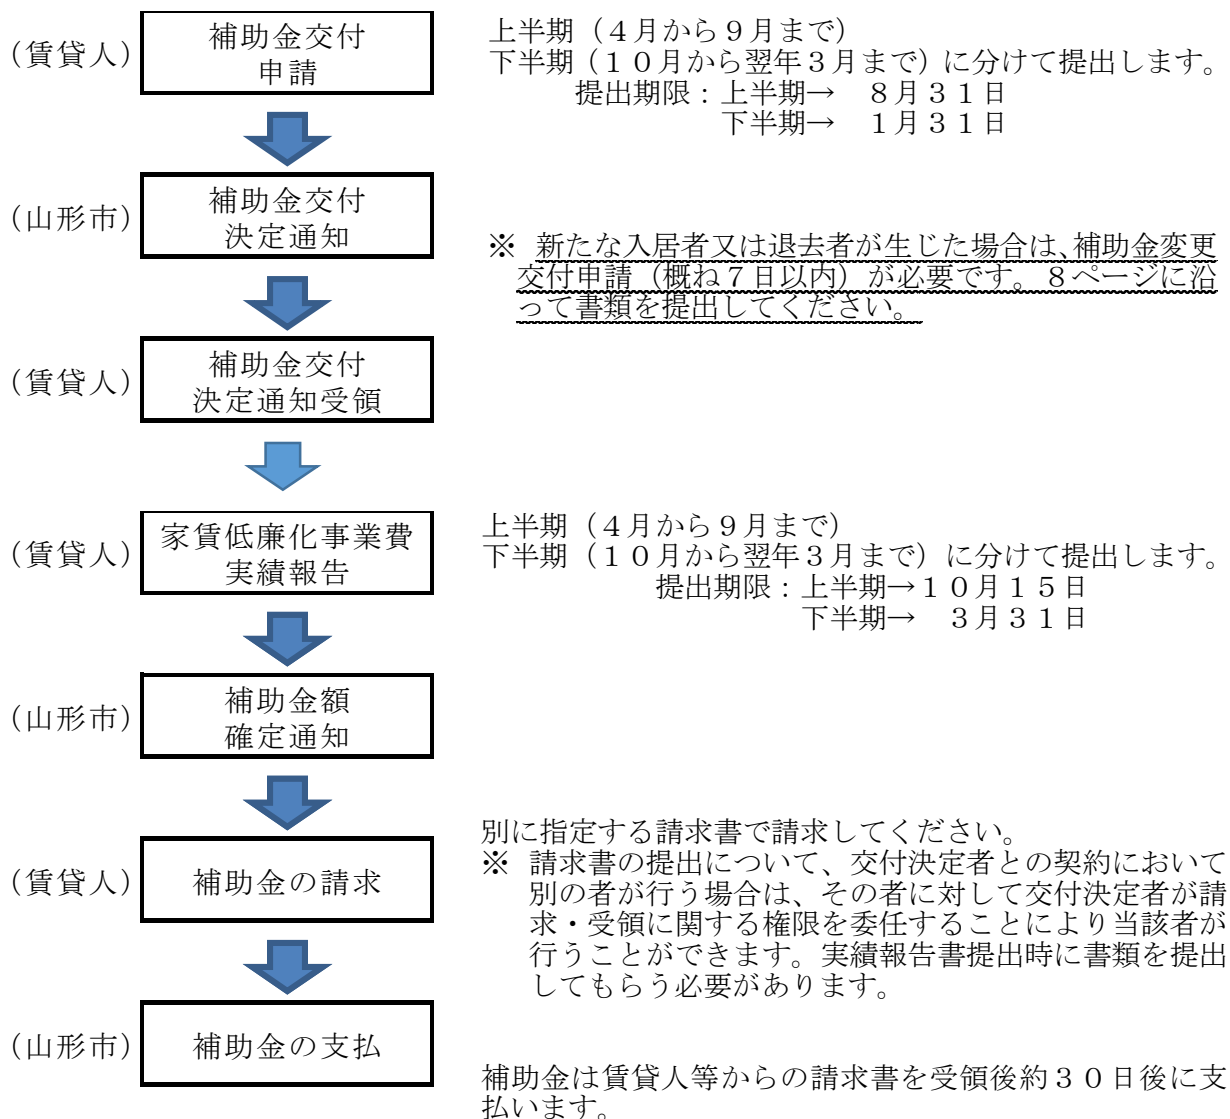 (賃貸人)
補助金交付
申請
上半期（４月から９月まで）
下半期（１０月から翌年３月まで）に分けて提出します。
提出期限：上半期→　８月３１日
下半期→　１月３１日
(山形市)
補助金交付
決定通知
※ 新たな入居者又は退去者が生じた場合は、補助金変更
交付申請（概ね７日以内）が必要です。８ページに沿
って書類を提出してください。
(賃貸人)
補助金交付
決定通知受領
(賃貸人)
家賃低廉化事業費
実績報告
上半期（４月から９月まで）
下半期（１０月から翌年３月まで）に分けて提出します。
提出期限：上半期→１０月１５日
下半期→　３月３１日
(山形市)
補助金額
確定通知
(賃貸人)
補助金の請求
別に指定する請求書で請求してください。
※ 請求書の提出について、交付決定者との契約において
別の者が行う場合は、その者に対して交付決定者が請
求・受領に関する権限を委任することにより当該者が
行うことができます。実績報告書提出時に書類を提出
してもらう必要があります。
(山形市)
補助金の支払
補助金は賃貸人等からの請求書を受領後約３０日後に支
払います。